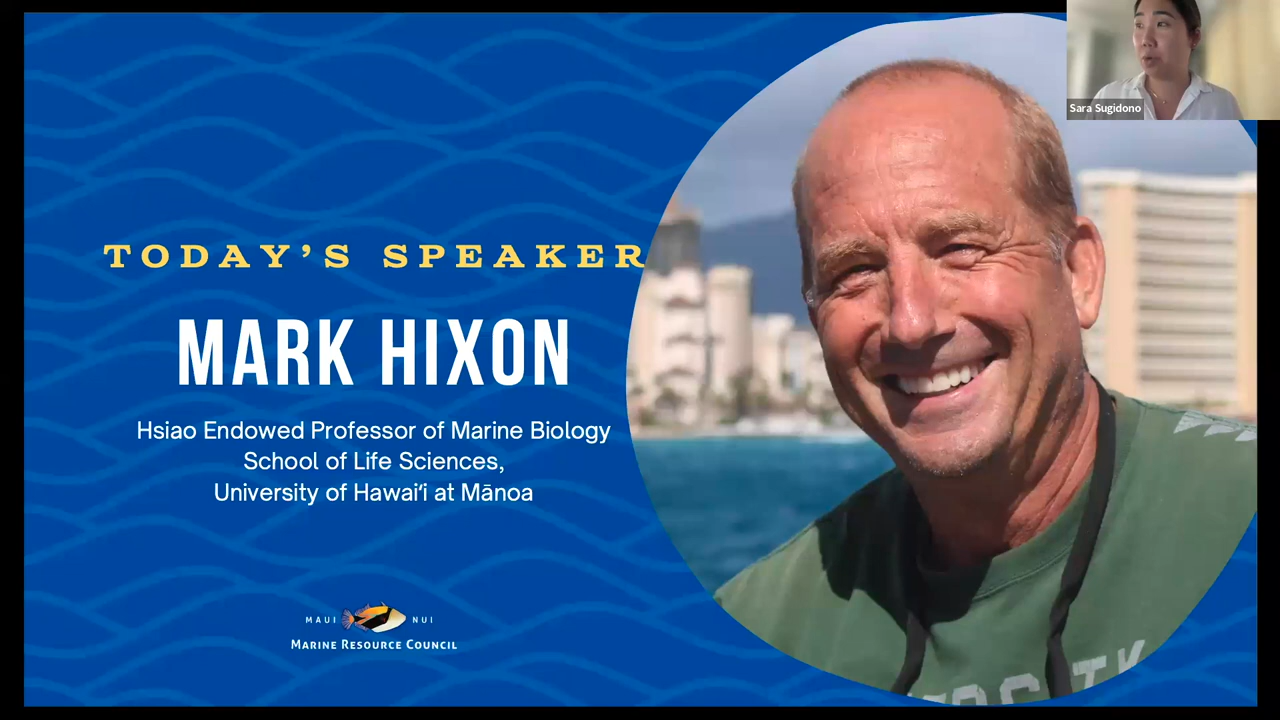 TODAY'S SPEAKER
MARK HIXON
Hsiao Endowed Professor of Marine Biology
School of Life Sciences,
University of Hawaiʻi at Mānoa
MAUI NUI
MARINE RESOURCE COUNCIL
Sara Sugidono